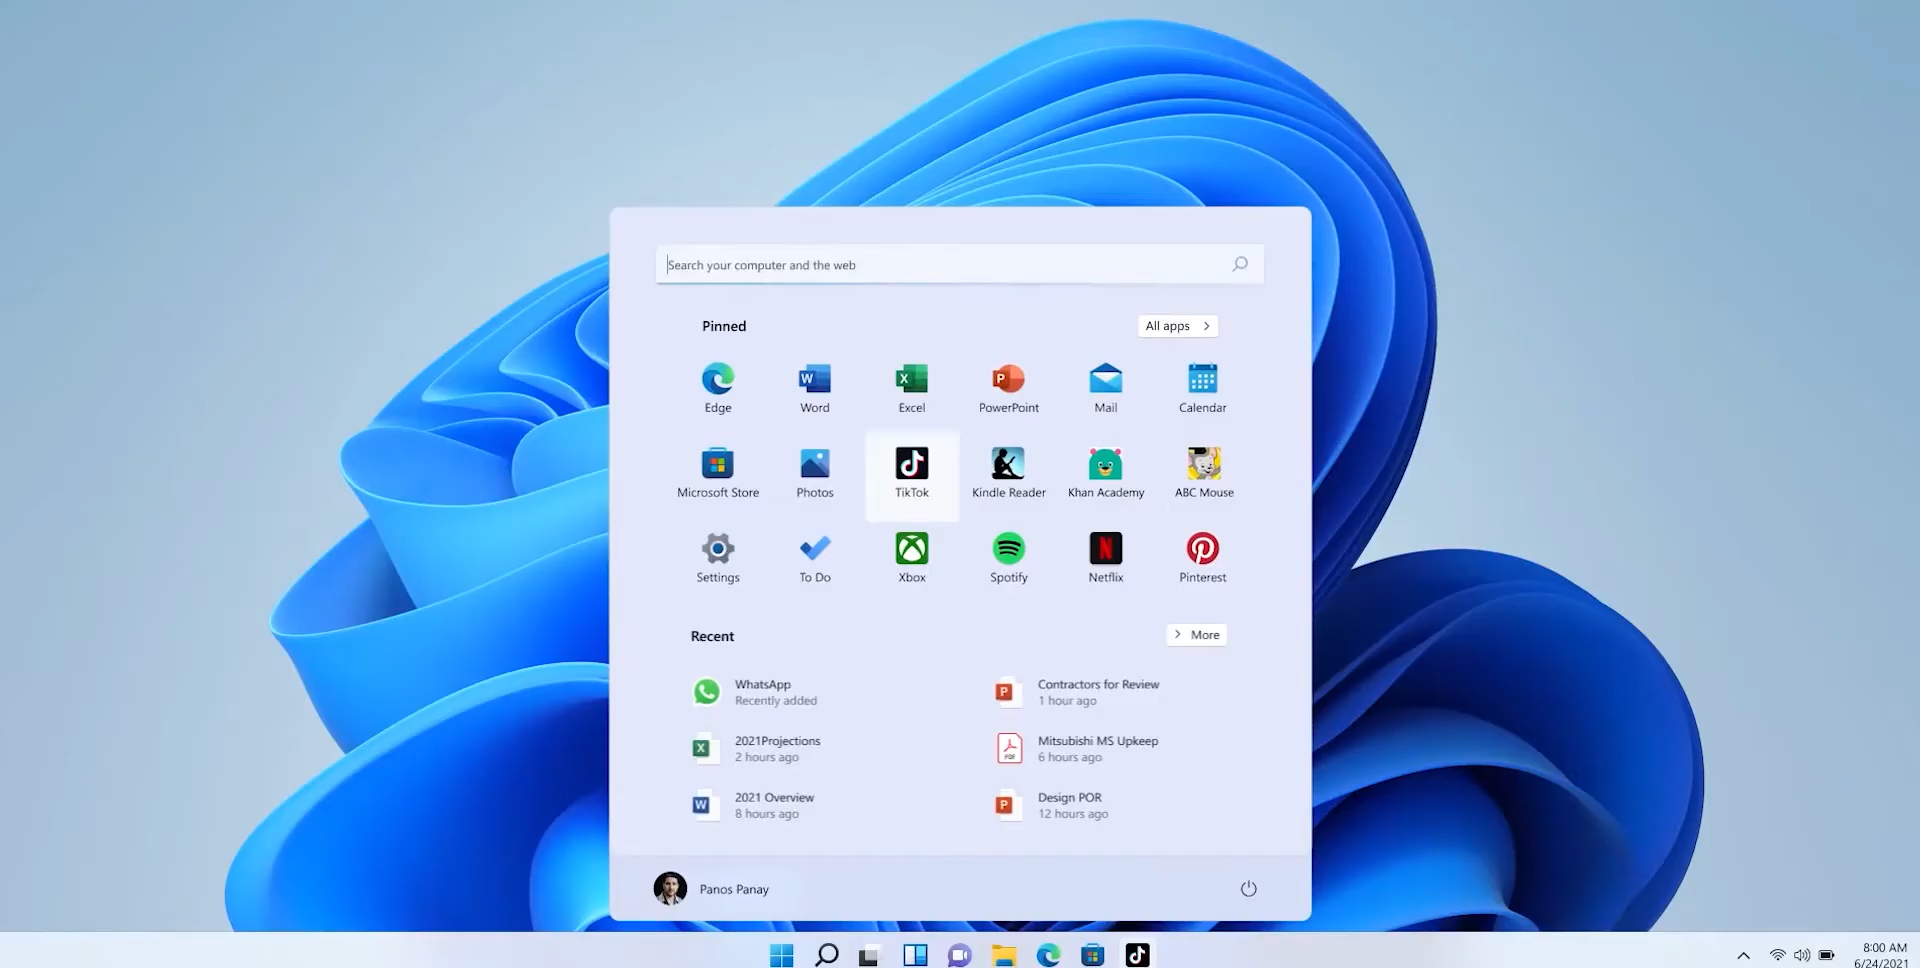 Search your computer and the web
Pinned
All apps
Edge
Word
Excel
PowerPoint
Mail
Calendar
Microsoft Store
Photos
TikTok
Kindle Reader
Khan Academy
ABC Mouse
Settings
To Do
Xbox
Spotify
Netflix
Pinterest
Recent
More
WhatsApp
Recently added
Contractors for Review
1 hour ago
2021Projections
2 hours ago
Mitsubishi MS Upkeep
6 hours ago
2021 Overview
8 hours ago
Design POR
12 hours ago
Panos Panay
8:00 AM
6/24/2021